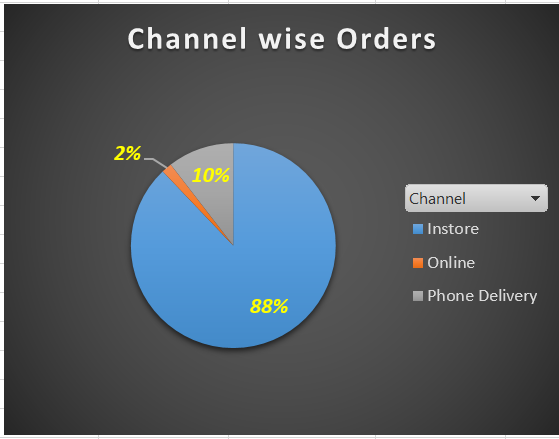 Channel wise Orders
2%
10%
88%
Channel
Instore
Online
Phone Delivery